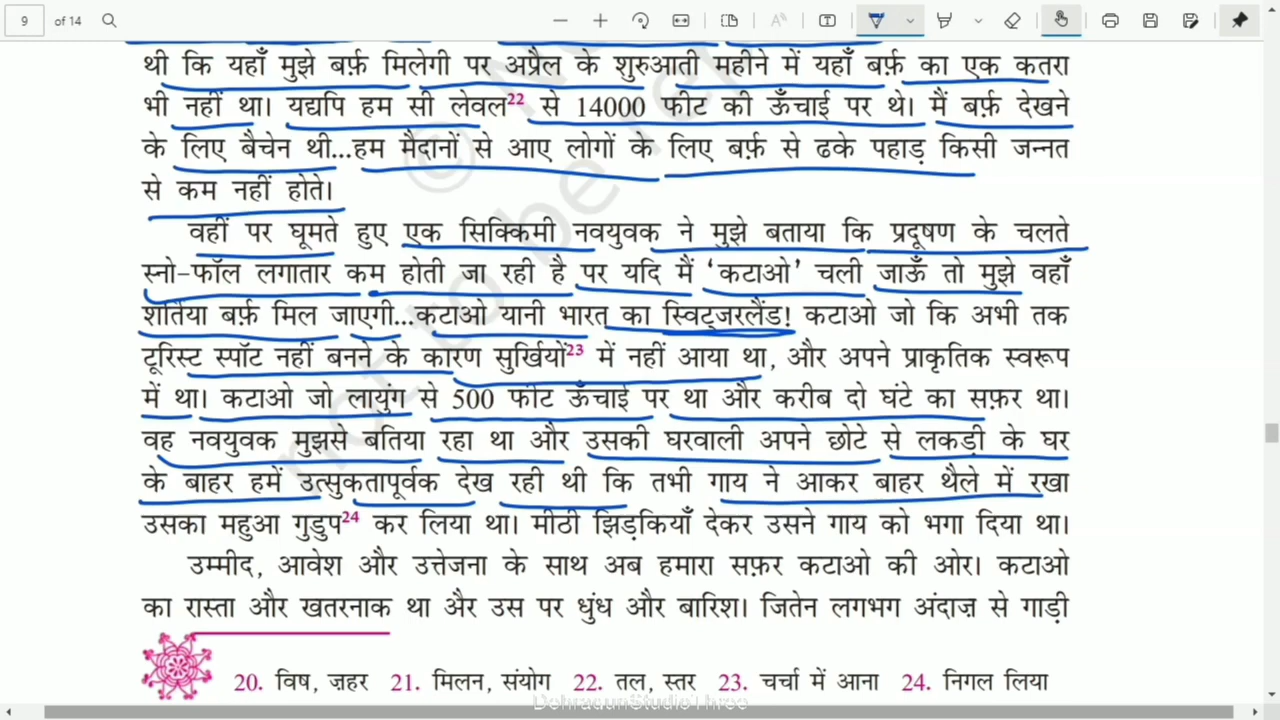 9 of 14
थी कि यहाँ मुझे बर्फ़ मिलेगी पर अप्रैल के शुरुआती महीने में यहाँ बर्फ़ का एक कतरा
भी नहीं था। यद्यपि हम सी लेवल22 से 14000 फीट की ऊँचाई पर थे। मैं बर्फ़ देखने
के लिए बैचेन थी...हम मैदानों से आए लोगों के लिए बर्फ़ से ढके पहाड़ किसी जन्नत
से कम नहीं होते।
वहीं पर घूमते हुए एक सिक्किमी नवयुवक ने मुझे बताया कि प्रदूषण के चलते
स्नो-फॉल लगातार कम होती जा रही है पर यदि मैं ‘कटाओ’ चली जाऊँ तो मुझे वहाँ
शर्तिया बर्फ़ मिल जाएगी...कटाओ यानी भारत का स्विट्जरलैंड! कटाओ जो कि अभी तक
टूरिस्ट स्पॉट नहीं बनने के कारण सुर्खियों23 में नहीं आया था, और अपने प्राकृतिक स्वरूप
में था। कटाओ जो लायुंग से 500 फीट ऊँचाई पर था और करीब दो घंटे का सफ़र था।
वह नवयुवक मुझसे बतिया रहा था और उसकी घरवाली अपने छोटे से लकड़ी के घर
के बाहर हमें उत्सुकतापूर्वक देख रही थी कि तभी गाय ने आकर बाहर थैले में रखा
उसका महुआ गुडुप24 कर लिया था। मीठी झिड़कियाँ देकर उसने गाय को भगा दिया था।
उम्मीद, आवेश और उत्तेजना के साथ अब हमारा सफ़र कटाओ की ओर। कटाओ
का रास्ता और खतरनाक था अैर उस पर धुंध और बारिश। जितेन लगभग अंदाज़ से गाड़ी
20. विष, ज़हर 21. मिलन, संयोग 22. तल, स्तर 23. चर्चा में आना 24. निगल लिया
DehradunStudioThree
not to be re